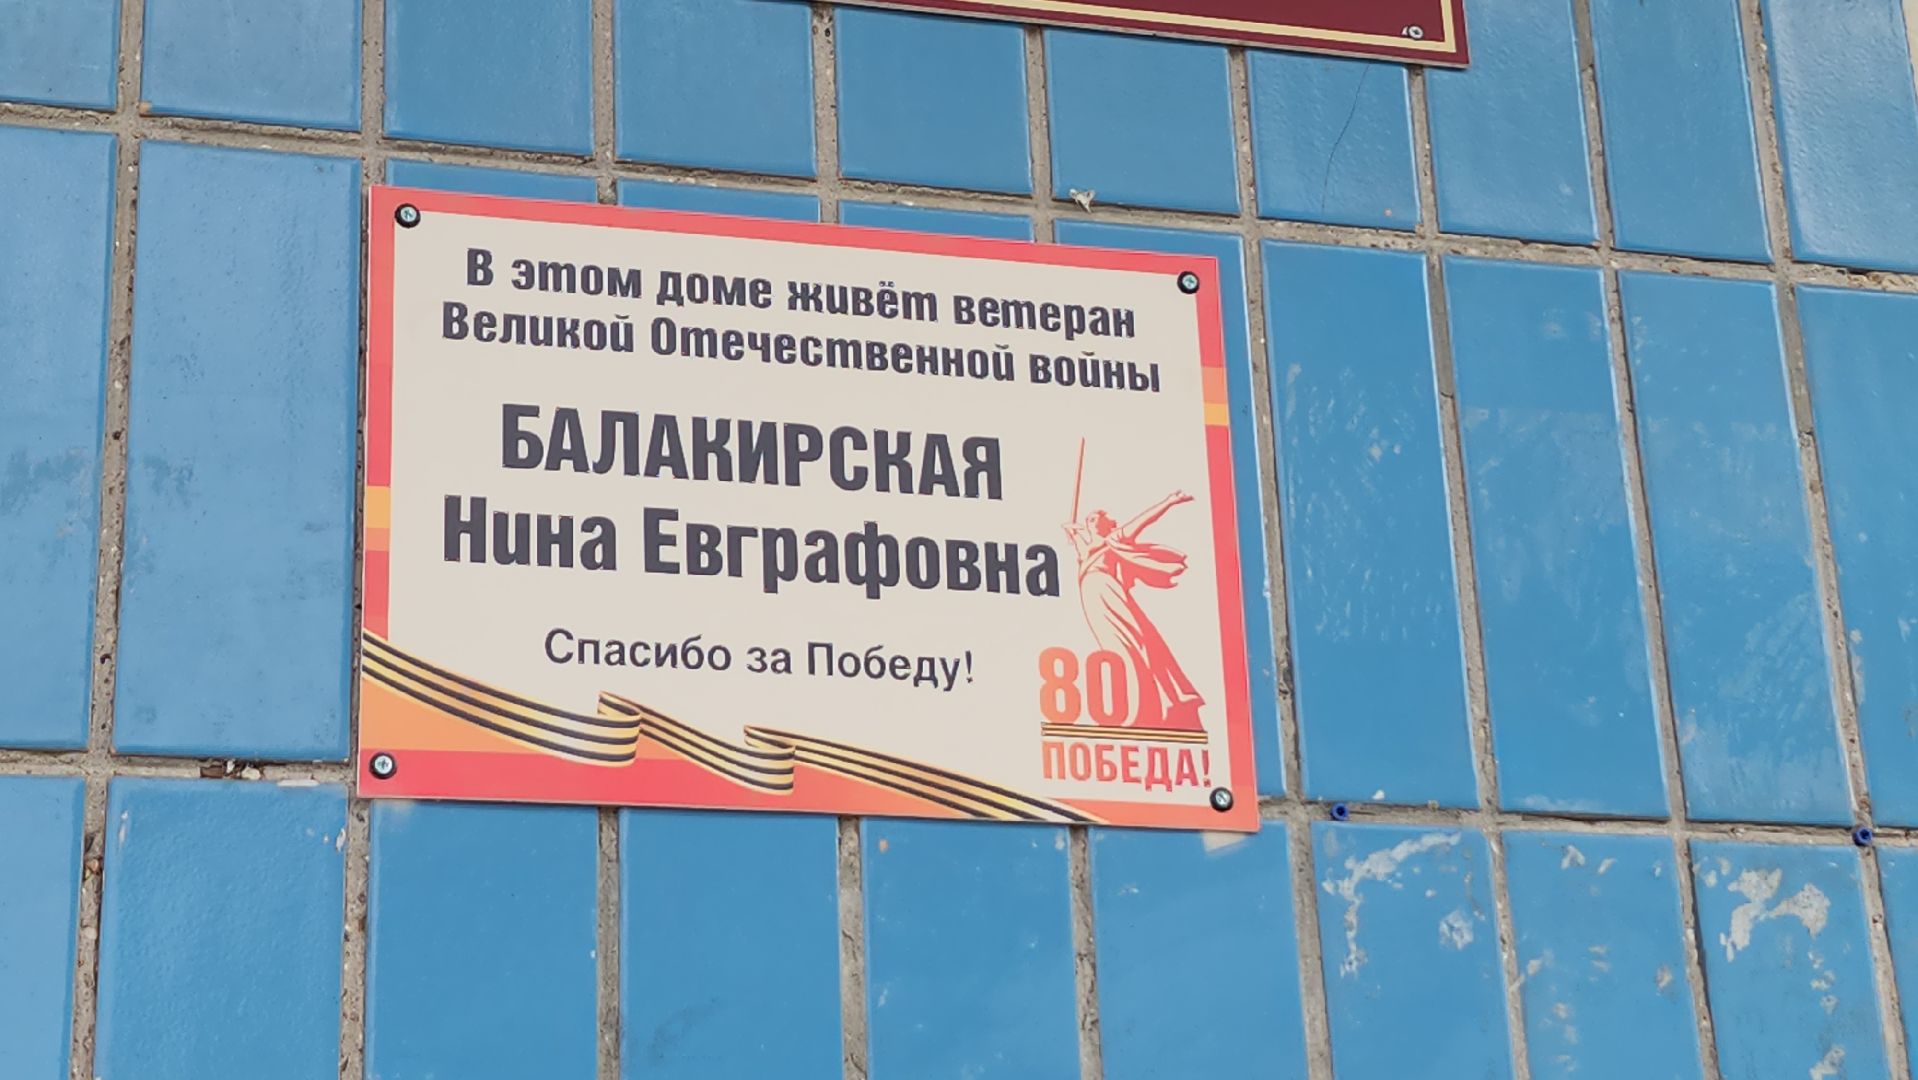 В этом доме живёт ветеран
Великой Отечественной войны
БАЛАКИРСКАЯ
Нина Евграфовна
Спасибо за Победу!
80
ПОБЕДА!